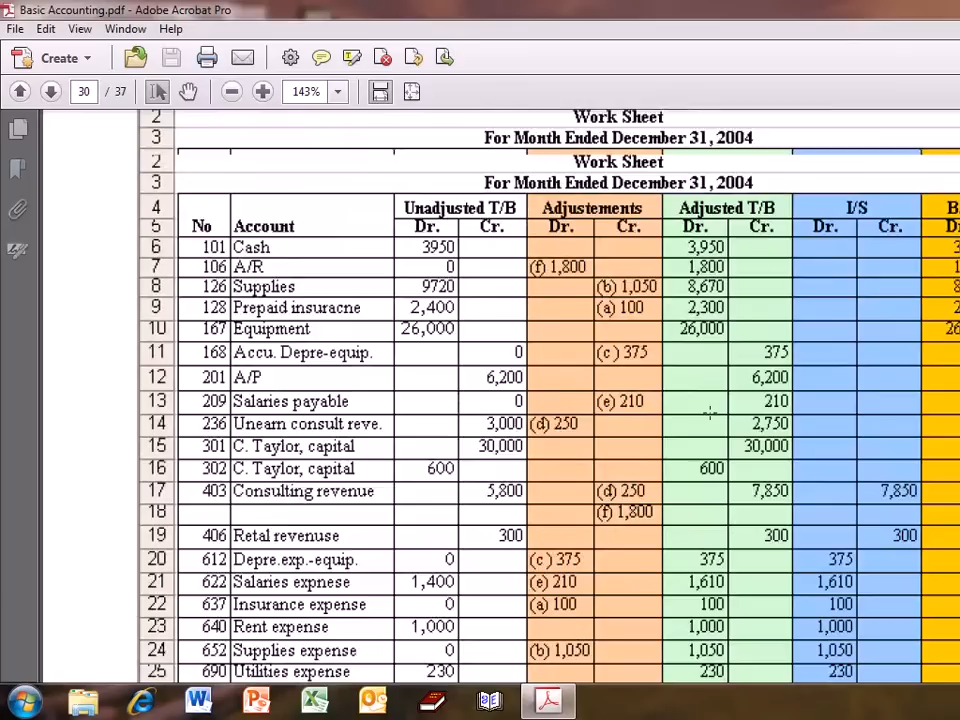 Basic Accounting.pdf - Adobe Acrobat Pro
File Edit View Window Help
Create
30 / 37 143%
2 Work Sheet
3 For Month Ended December 31, 2004
2 Work Sheet
3 For Month Ended December 31, 2004
4 Unadjusted T/B Adjustements Adjusted T/B I/S B
5 No Account Dr. Cr. Dr. Cr. Dr. Cr. Dr. Cr.
6 101 Cash 3950 3,950
7 106 A/R 0 (f) 1,800 1,800
8 126 Supplies 9720 (b) 1,050 8,670
9 128 Prepaid insuracne 2,400 (a) 100 2,300
10 167 Equipment 26,000 26,000 26
11 168 Accu. Depre-equip. 0 (c ) 375 375
12 201 A/P 6,200 6,200
13 209 Salaries payable 0 (e) 210 210
14 236 Unearn consult reve. 3,000 (d) 250 2,750
15 301 C. Taylor, capital 30,000 30,000
16 302 C. Taylor, capital 600 600
17 403 Consulting revenue 5,800 (d) 250 7,850 7,850
18 (f) 1,800
19 406 Retal revenuse 300 300 300
20 612 Depre.exp.-equip. 0 (c ) 375 375 375
21 622 Salaries expnese 1,400 (e) 210 1,610 1,610
22 637 Insurance expense 0 (a) 100 100 100
23 640 Rent expense 1,000 1,000 1,000
24 652 Supplies expense 0 (b) 1,050 1,050 1,050
25 690 Utilities expense 230 230 230